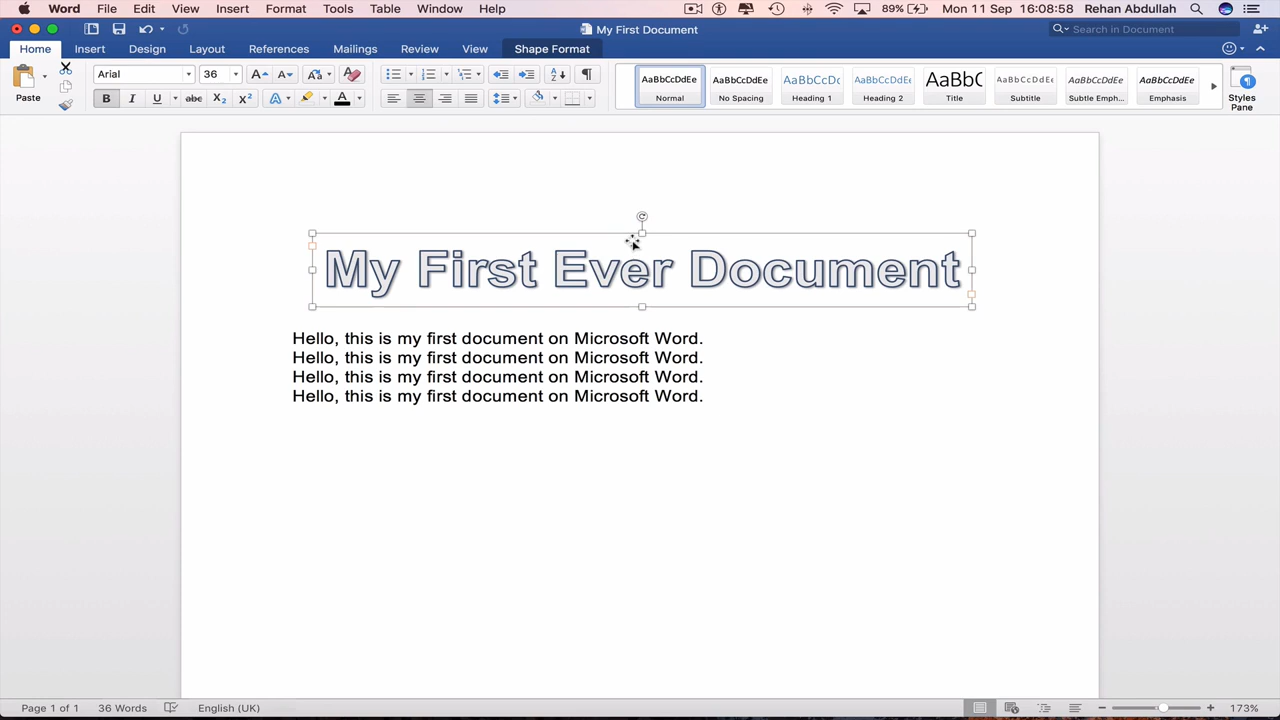 Word File Edit View Insert Format Tools Table Window Help 89% Mon 11 Sep 16:08:58 Rehan Abdullah
My First Document Search in Document
Home Insert Design Layout References Mailings Review View Shape Format
Paste Arial 36 AaBbCcDdEe AaBbCcDdEe AaBbCcDc AaBbCcDdEe AaBbC AaBbCcDdEe AaBbCcDdEe AaBbCcDdEe
Normal No Spacing Heading 1 Heading 2 Title Subtitle Subtle Emph... Emphasis Styles Pane
My First Ever Document
Hello, this is my first document on Microsoft Word.
Hello, this is my first document on Microsoft Word.
Hello, this is my first document on Microsoft Word.
Hello, this is my first document on Microsoft Word.
Page 1 of 1 36 Words English (UK) 173%